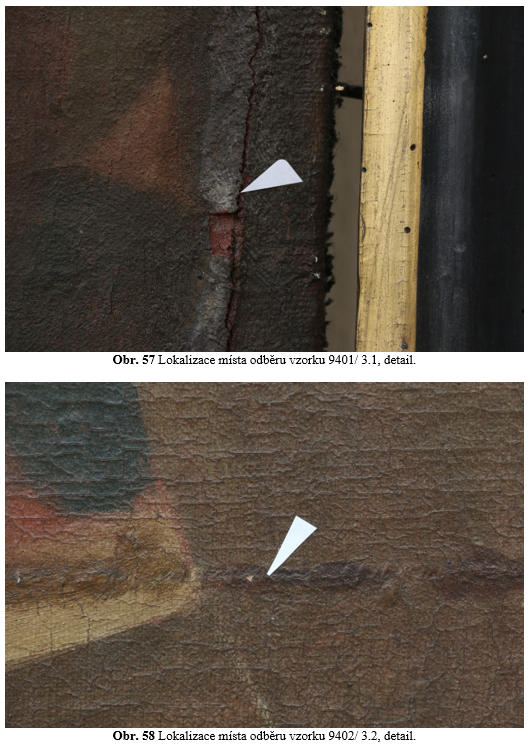 Obr. 57 Lokalizace místa odběru vzorku 9401/ 3.1, detail.
Obr. 58 Lokalizace místa odběru vzorku 9402/ 3.2, detail.